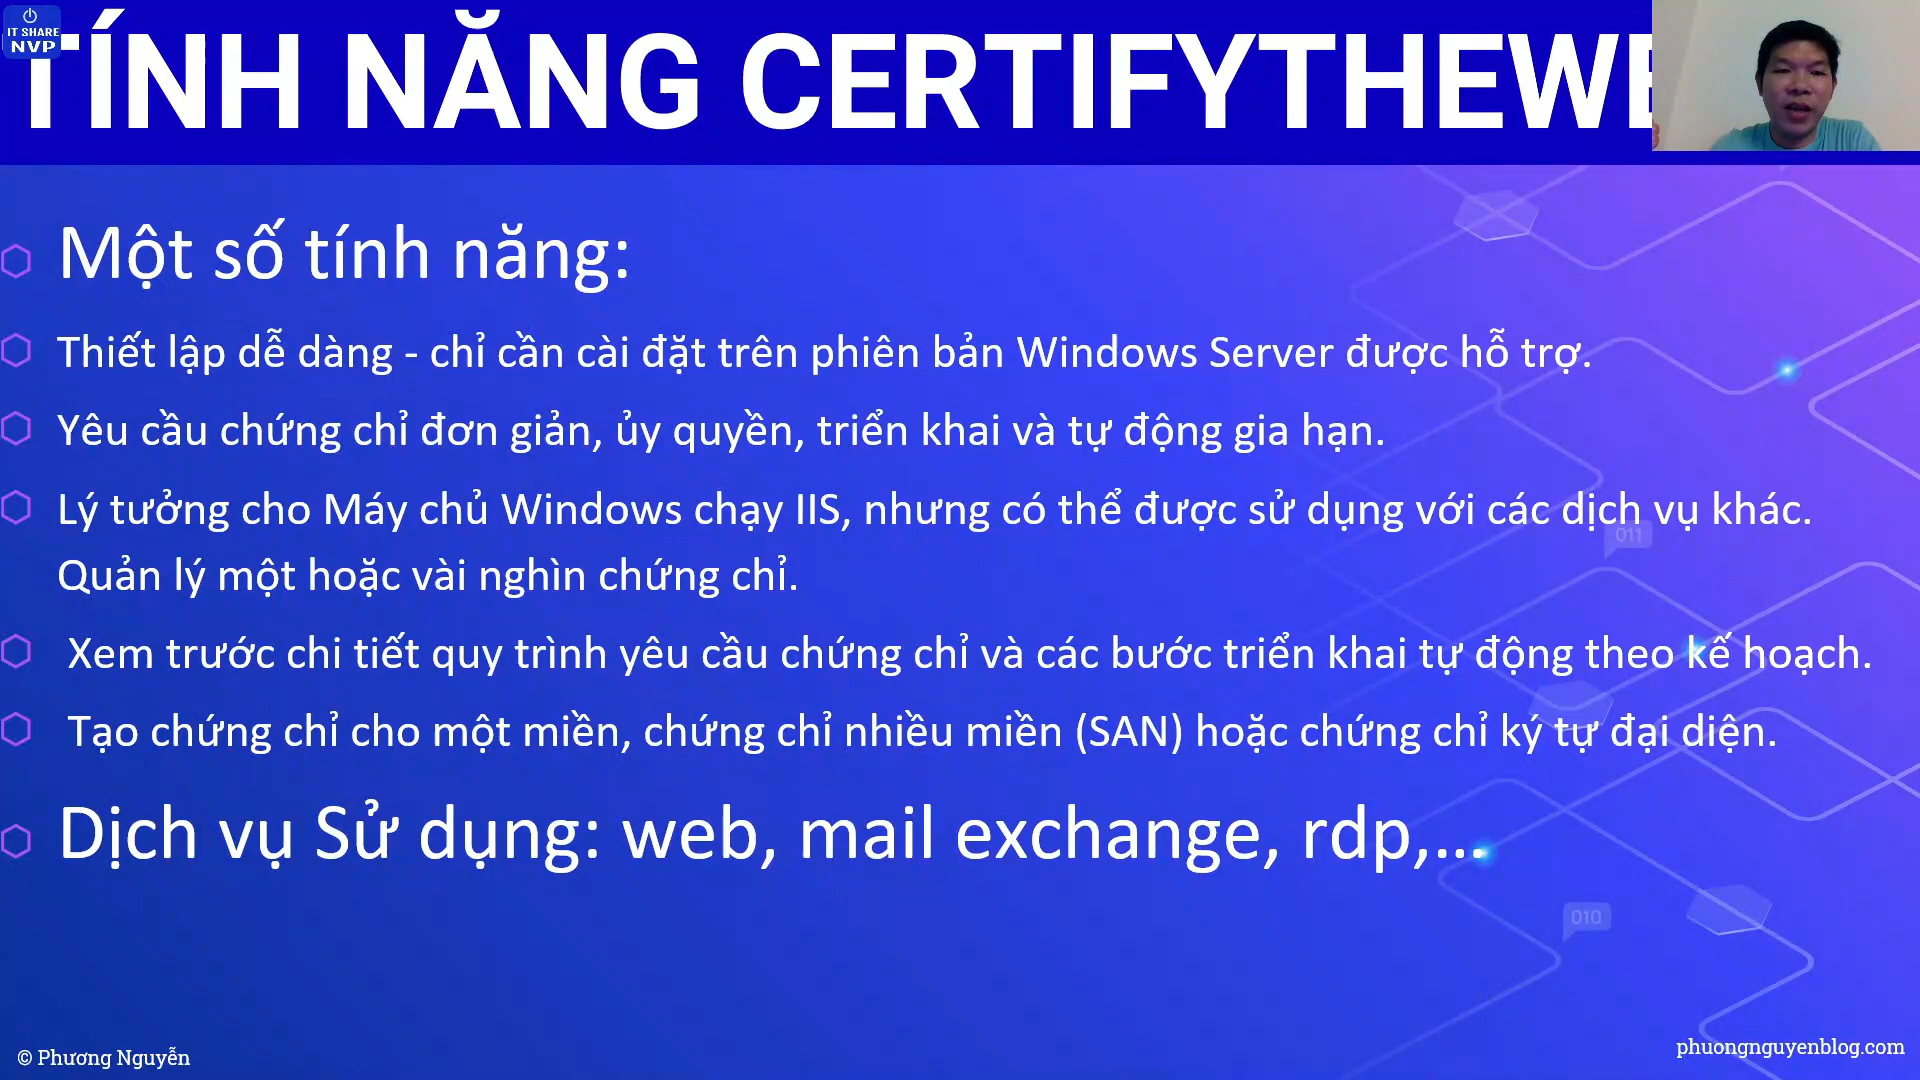 IT SHARE
NVP
TÍNH NĂNG CERTIFYTHEWE
Một số tính năng:
Thiết lập dễ dàng - chỉ cần cài đặt trên phiên bản Windows Server được hỗ trợ.
Yêu cầu chứng chỉ đơn giản, ủy quyền, triển khai và tự động gia hạn.
Lý tưởng cho Máy chủ Windows chạy IIS, nhưng có thể được sử dụng với các dịch vụ khác.
011
Quản lý một hoặc vài nghìn chứng chỉ.
Xem trước chi tiết quy trình yêu cầu chứng chỉ và các bước triển khai tự động theo kế hoạch.
Tạo chứng chỉ cho một miền, chứng chỉ nhiều miền (SAN) hoặc chứng chỉ ký tự đại diện.
Dịch vụ Sử dụng: web, mail exchange, rdp,...
010
© Phương Nguyễn
phuongnguyenblog.com